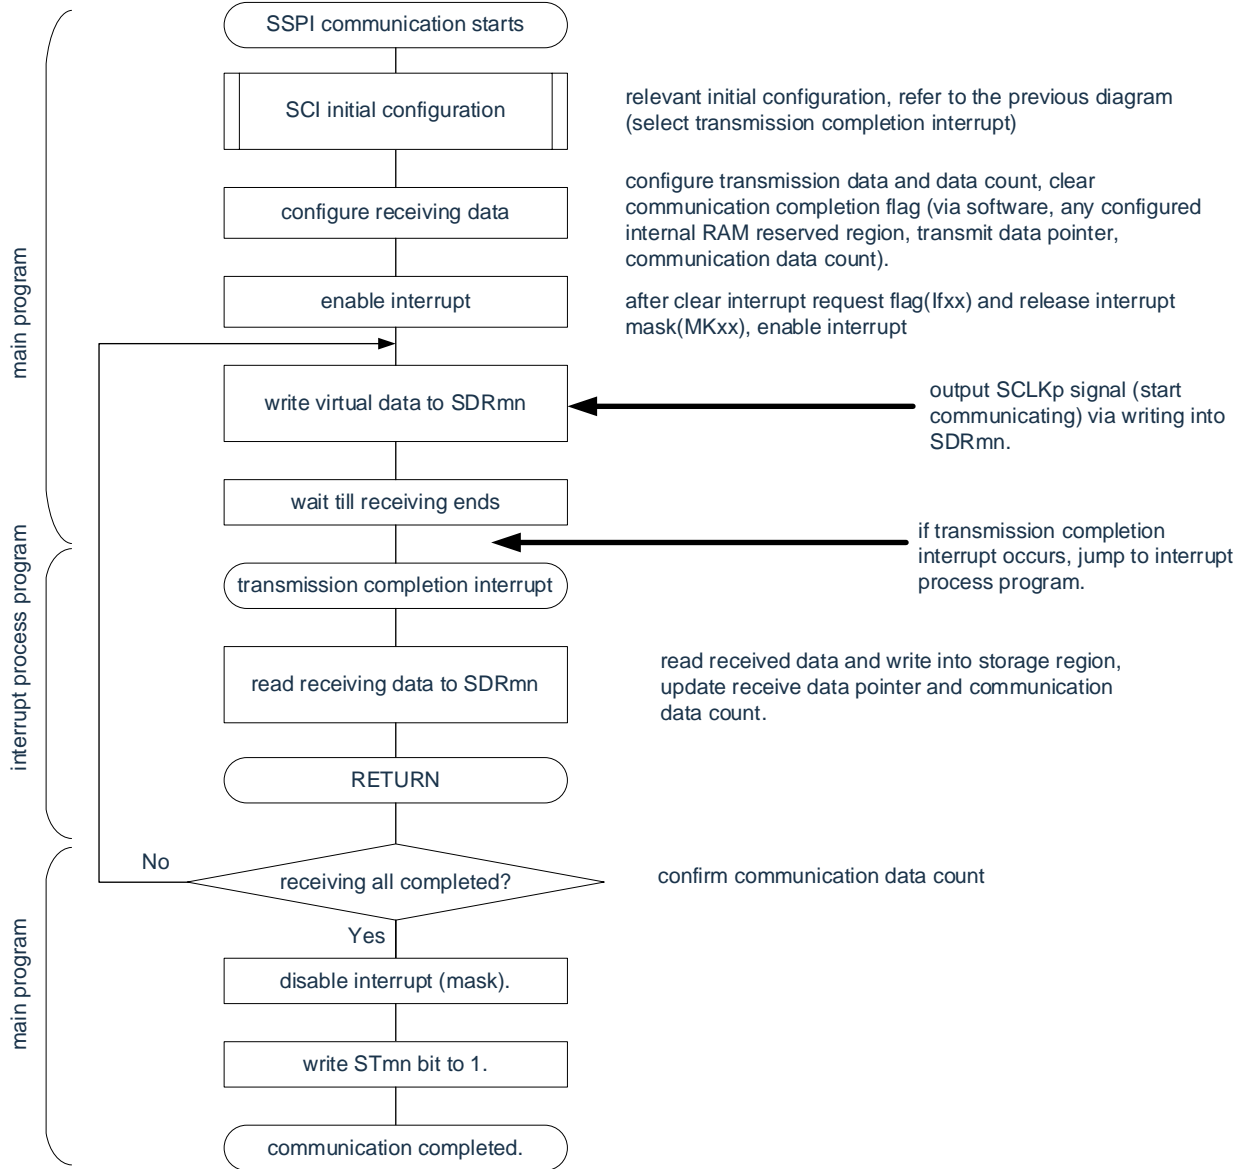 SSPI communication starts
SCI initial configuration
relevant initial configuration, refer to the previous diagram
(select transmission completion interrupt)
configure receiving data
configure transmission data and data count, clear
communication completion flag (via software, any configured
internal RAM reserved region, transmit data pointer,
communication data count).
enable interrupt
after clear interrupt request flag(Ifxx) and release interrupt
mask(MKxx), enable interrupt
main program
write virtual data to SDRmn
output SCLKp signal (start
communicating) via writing into
SDRmn.
wait till receiving ends
if transmission completion
interrupt occurs, jump to interrupt
process program.
interrupt process program
transmission completion interrupt
read receiving data to SDRmn
read received data and write into storage region,
update receive data pointer and communication
data count.
RETURN
No
receiving all completed?
confirm communication data count
Yes
main program
disable interrupt (mask).
write STmn bit to 1.
communication completed.